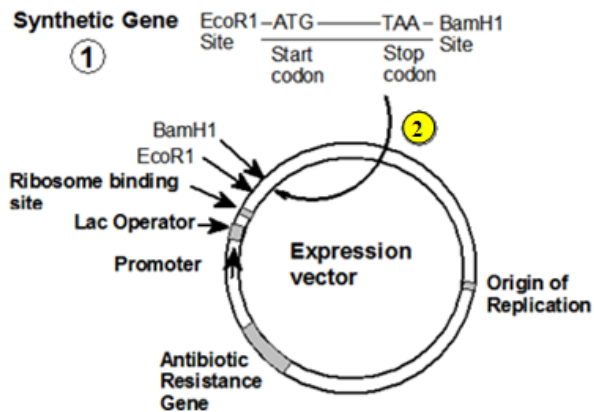 Synthetic Gene
1
EcoR1 –ATG TAA– BamH1
Site Site
Start Stop
codon codon
2
BamH1
EcoR1
Ribosome binding
site
Lac Operator
Promoter
Expression
vector
Origin of
Replication
Antibiotic
Resistance
Gene